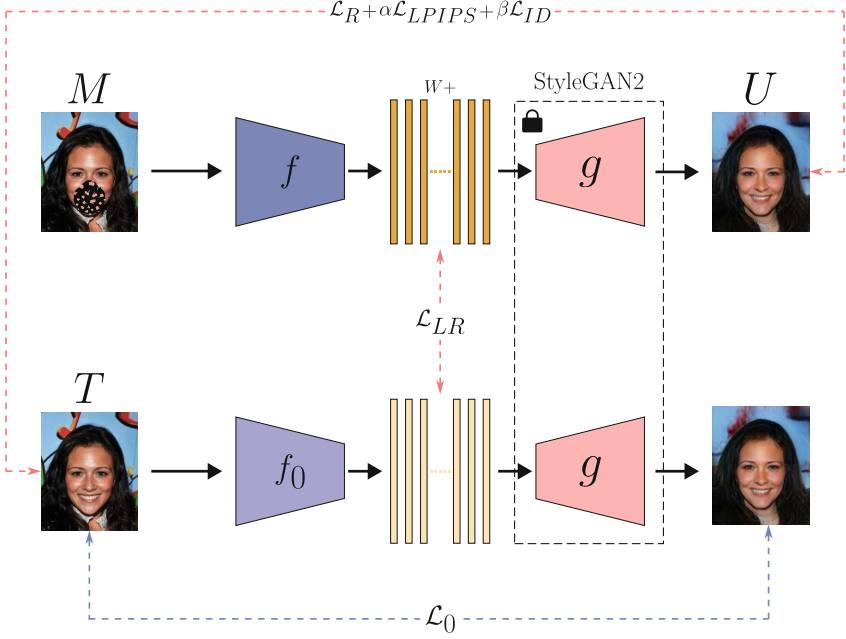 ℒ_R+αℒ_LPIPS+βℒ_ID
StyleGAN2
M
W+
U
f
g
ℒ_LR
T
f_0
g
ℒ_0